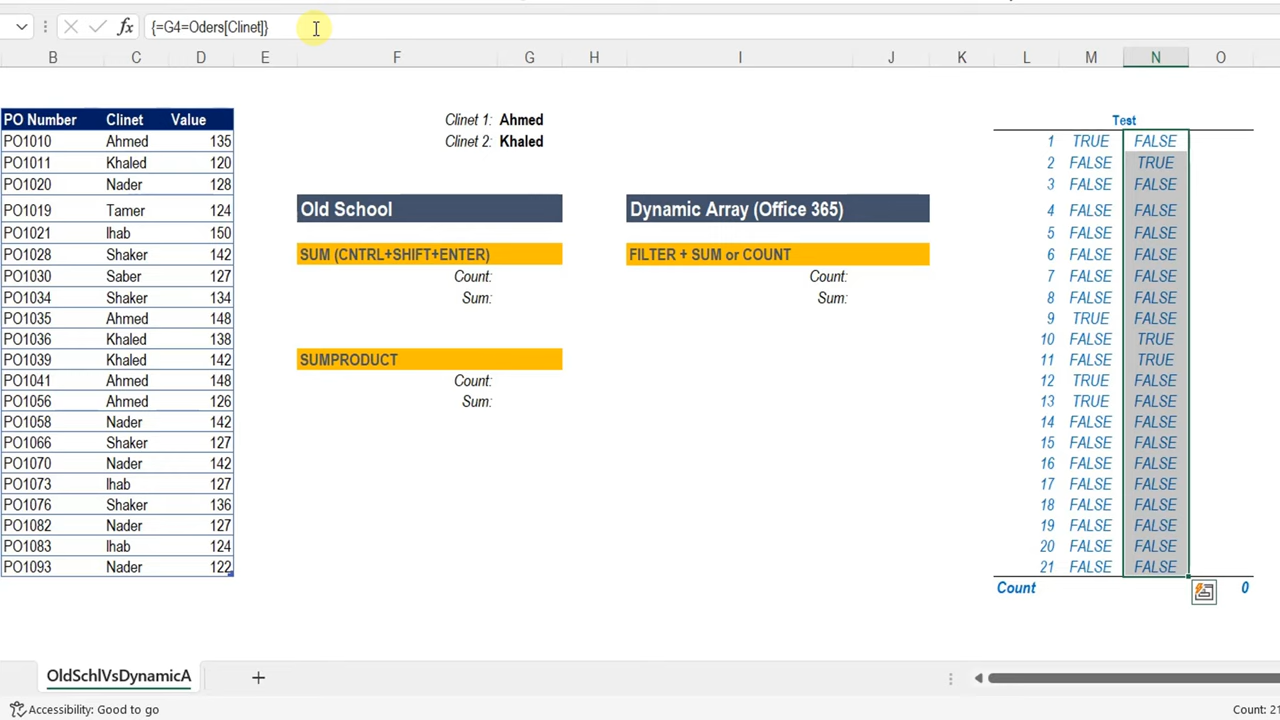 fx {=G4=Oders[Clinet]}
B C D E F G H I J K L M N O
PO Number Clinet Value Clinet 1: Ahmed Test
PO1010 Ahmed 135 Clinet 2: Khaled 1 TRUE FALSE
PO1011 Khaled 120 2 FALSE TRUE
PO1020 Nader 128 3 FALSE FALSE
PO1019 Tamer 124 Old School Dynamic Array (Office 365) 4 FALSE FALSE
PO1021 Ihab 150 5 FALSE FALSE
PO1028 Shaker 142 SUM (CNTRL+SHIFT+ENTER) FILTER + SUM or COUNT 6 FALSE FALSE
PO1030 Saber 127 Count: Count: 7 FALSE FALSE
PO1034 Shaker 134 Sum: Sum: 8 FALSE FALSE
PO1035 Ahmed 148 9 TRUE FALSE
PO1036 Khaled 138 10 FALSE TRUE
PO1039 Khaled 142 SUMPRODUCT 11 FALSE TRUE
PO1041 Ahmed 148 Count: 12 TRUE FALSE
PO1056 Ahmed 126 Sum: 13 TRUE FALSE
PO1058 Nader 142 14 FALSE FALSE
PO1066 Shaker 127 15 FALSE FALSE
PO1070 Nader 142 16 FALSE FALSE
PO1073 Ihab 127 17 FALSE FALSE
PO1076 Shaker 136 18 FALSE FALSE
PO1082 Nader 127 19 FALSE FALSE
PO1083 Ihab 124 20 FALSE FALSE
PO1093 Nader 122 21 FALSE FALSE
Count 0
OldSchlVsDynamicA
Accessibility: Good to go Count: 21